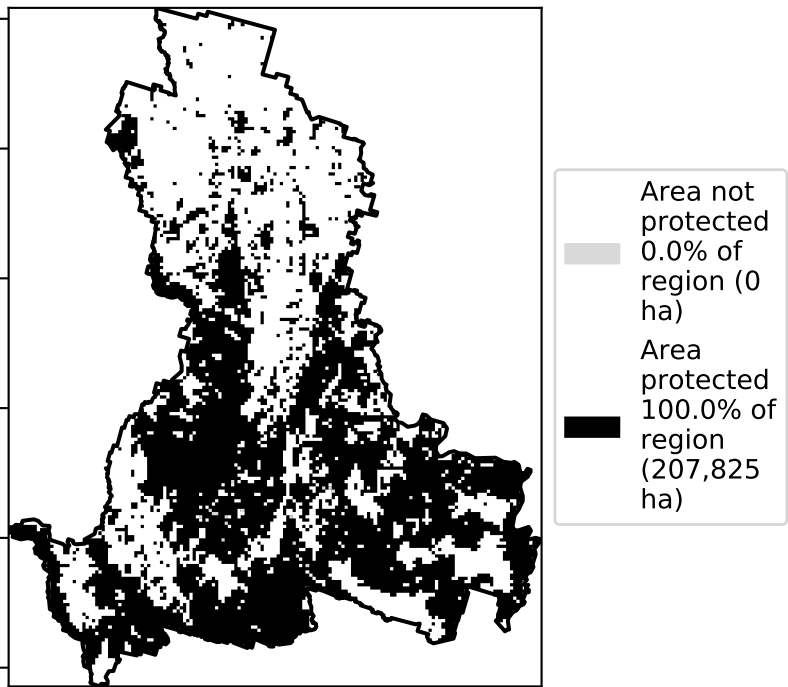 Area not
protected
0.0% of
region (0
ha)
Area
protected
100.0% of
region
(207,825
ha)